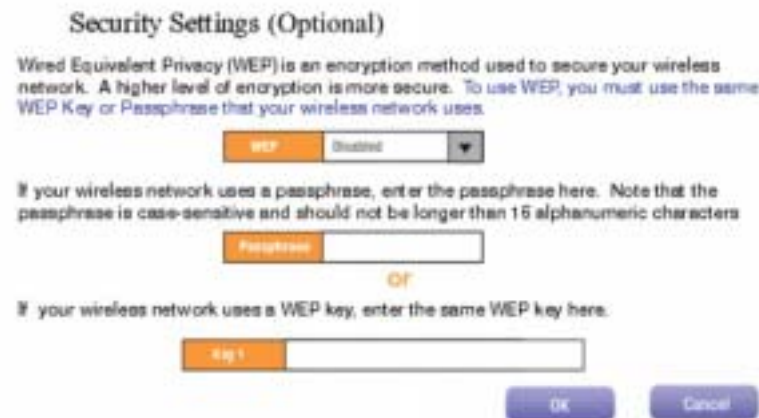 Security Settings (Optional)
Wired Equivalent Privacy (WEP) is an encryption method used to secure your wireless
network. A higher level of encryption is more secure. To use WEP, you must use the same
WEP Key or Passphrase that your wireless network uses.
WEP Disabled
If your wireless network uses a passphrase, enter the passphrase here. Note that the
passphrase is case-sensitive and should not be longer than 16 alphanumeric characters
Passphrase
or
If your wireless network uses a WEP key, enter the same WEP key here.
Key 1
OK Cancel